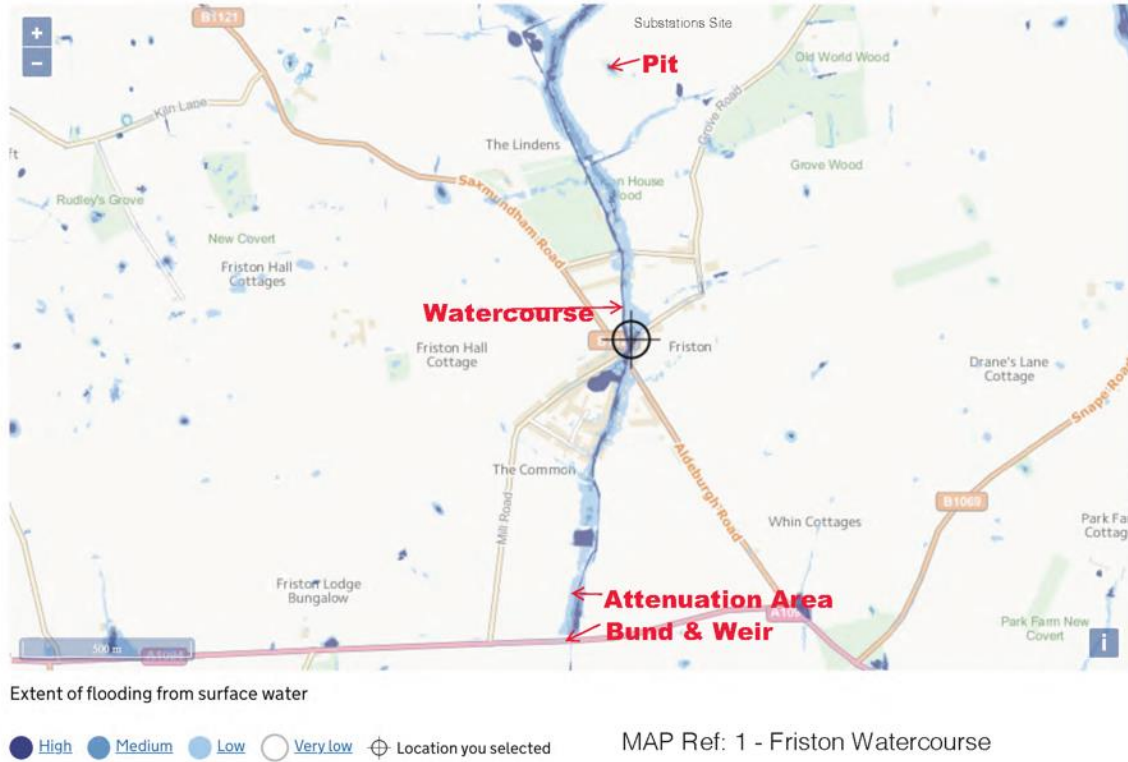 B1121
Substations Site
+
−
Pit
Old World Wood
Kiln Lane
Grove Road
ft
The Lindens
Grove Wood
Rudley's Grove
Saxmundham Road
New Covert
Friston Hall
Cottages
Watercourse
Friston Hall
Cottage
Friston
Drane's Lane
Cottage
Snape Road
The Common
Aldeburgh Road
B1069
Mill Road
Whin Cottages
Friston Lodge
Bungalow
Attenuation Area
Bund & Weir
Park Farm New
Covert
500 m
A1094
i
Extent of flooding from surface water
High Medium Low Very low Location you selected
MAP Ref: 1 - Friston Watercourse